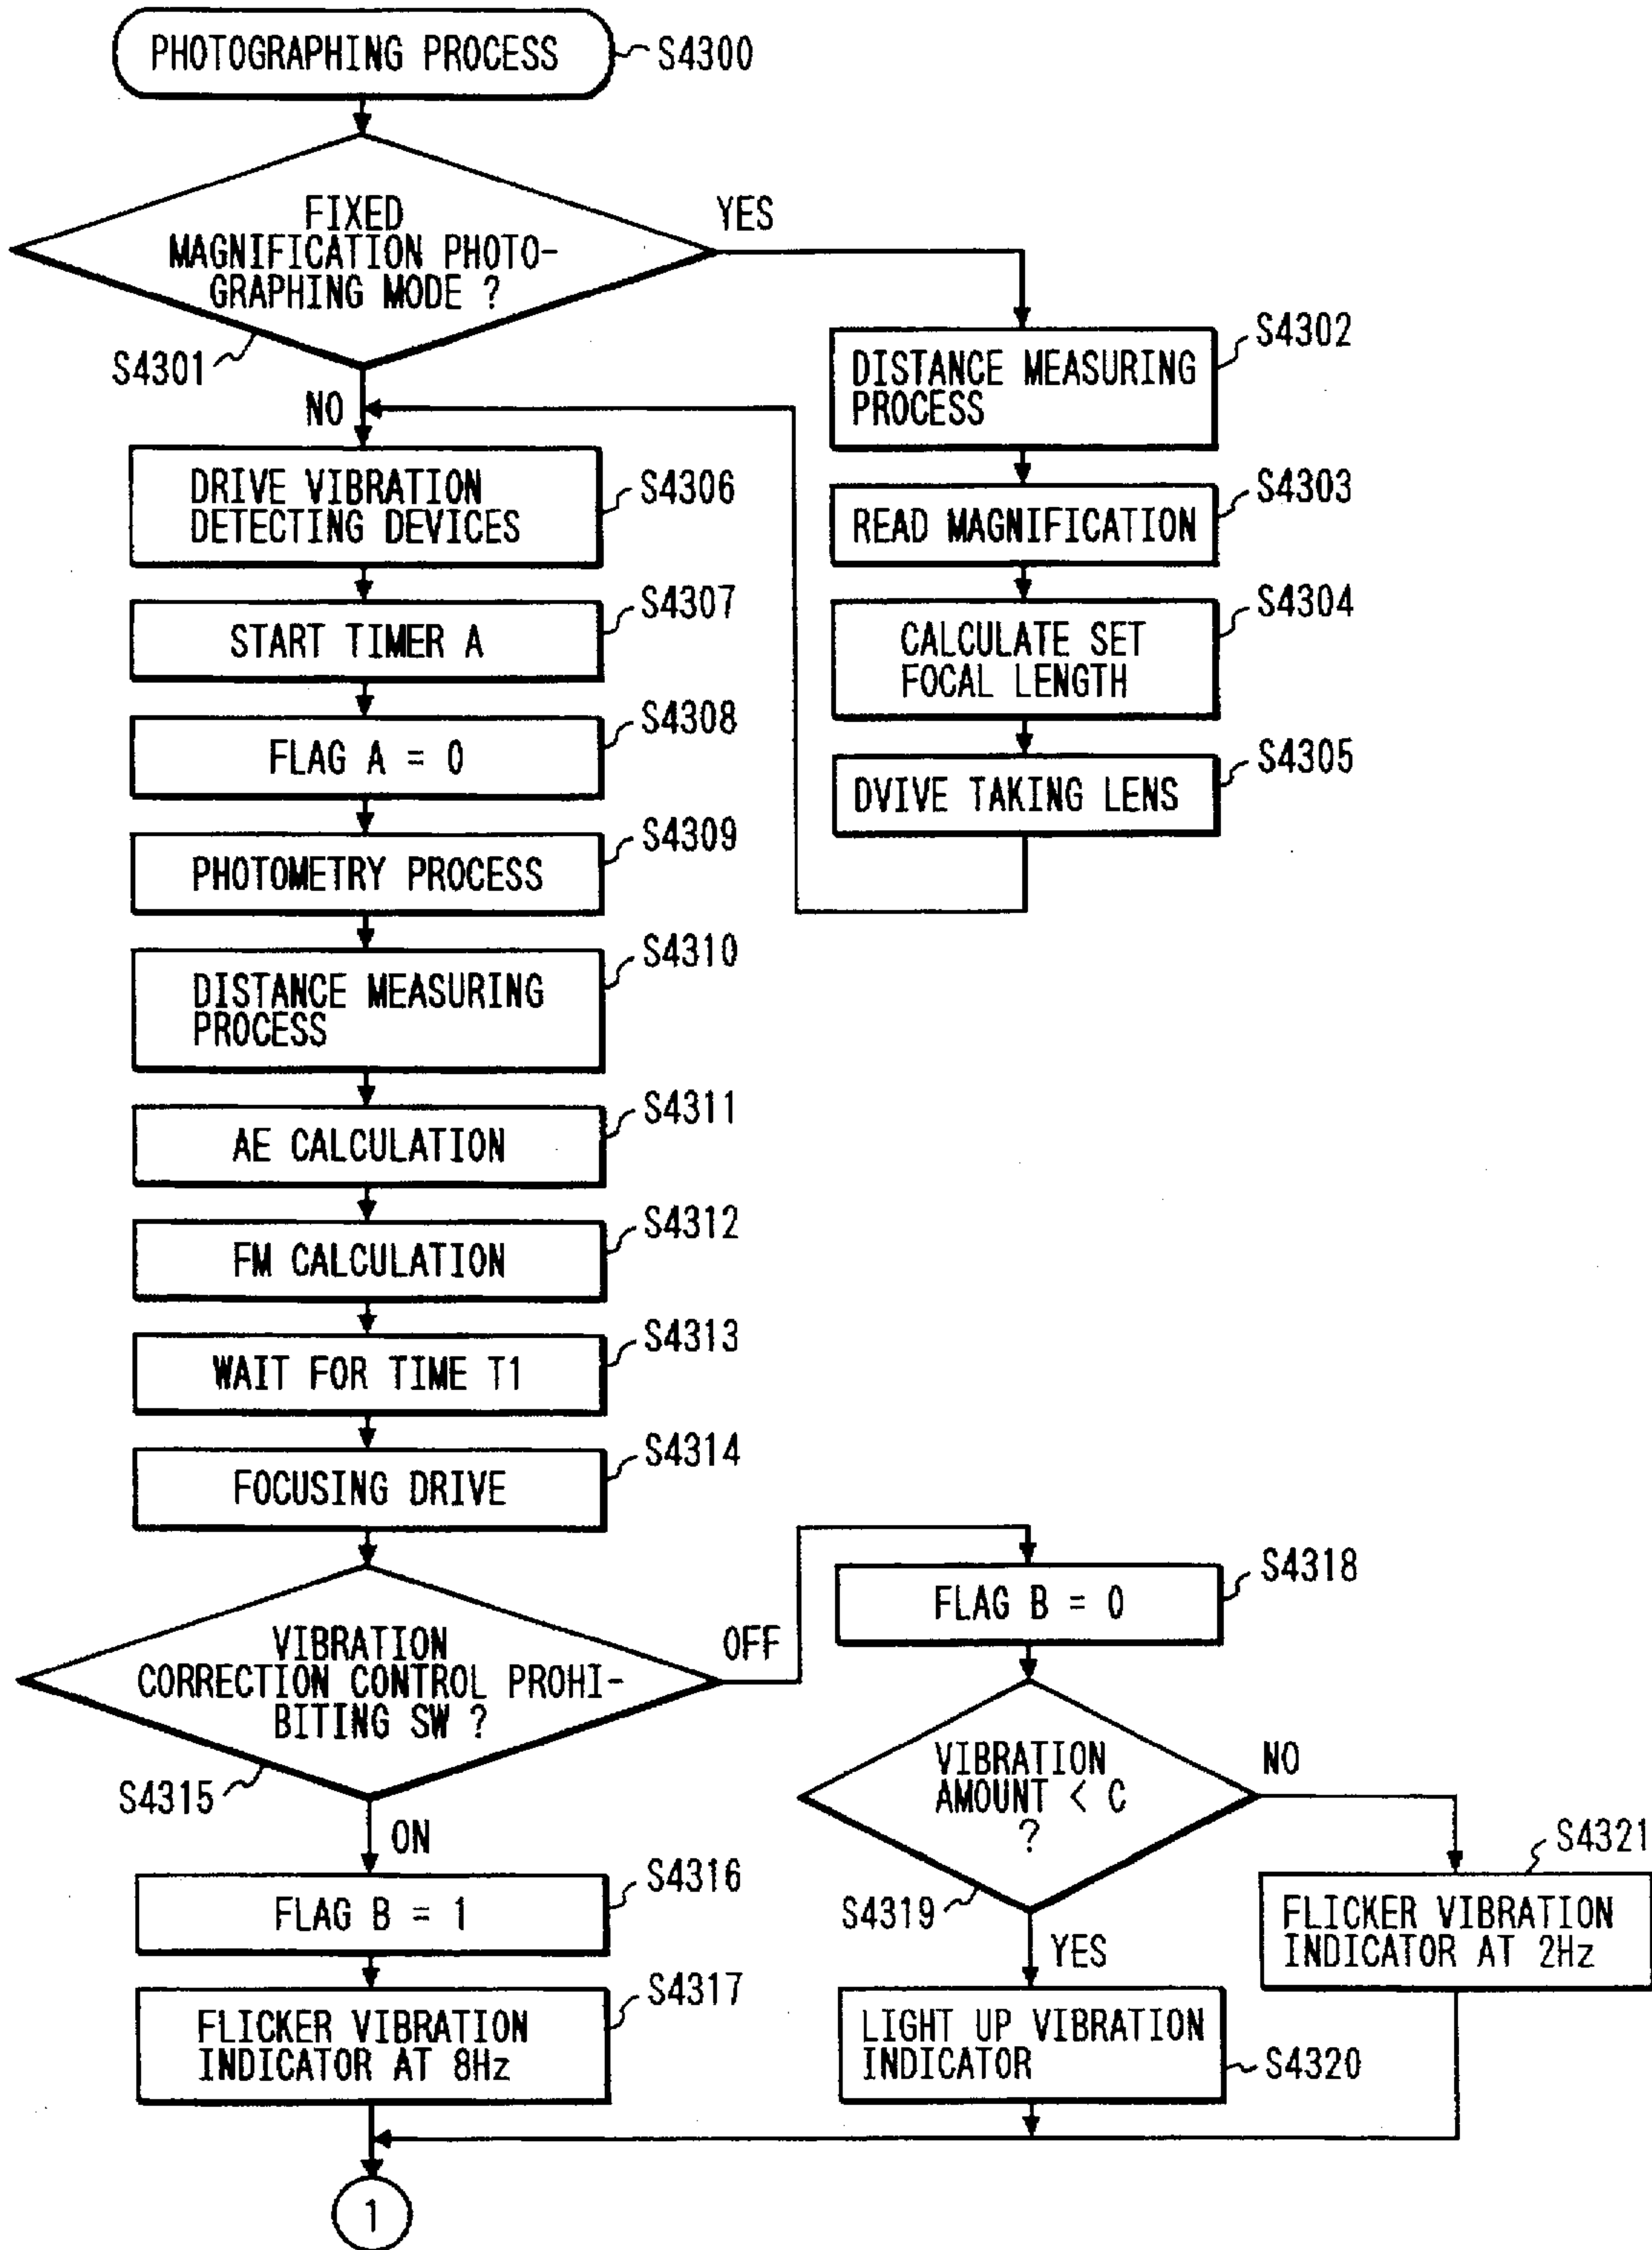 PHOTOGRAPHING PROCESS
S4300
FIXED
MAGNIFICATION PHOTO-
GRAPHING MODE ?
S4301
YES
NO
DISTANCE MEASURING
PROCESS
S4302
READ MAGNIFICATION
S4303
CALCULATE SET
FOCAL LENGTH
S4304
DVIVE TAKING LENS
S4305
DRIVE VIBRATION
DETECTING DEVICES
S4306
START TIMER A
S4307
FLAG A = 0
S4308
PHOTOMETRY PROCESS
S4309
DISTANCE MEASURING
PROCESS
S4310
AE CALCULATION
S4311
FM CALCULATION
S4312
WAIT FOR TIME T1
S4313
FOCUSING DRIVE
S4314
VIBRATION
CORRECTION CONTROL PROHI-
BITING SW ?
S4315
OFF
ON
FLAG B = 1
S4316
FLICKER VIBRATION
INDICATOR AT 8Hz
S4317
FLAG B = 0
S4318
VIBRATION
AMOUNT < C
?
S4319
NO
YES
LIGHT UP VIBRATION
INDICATOR
S4320
S4321
FLICKER VIBRATION
INDICATOR AT 2Hz
1